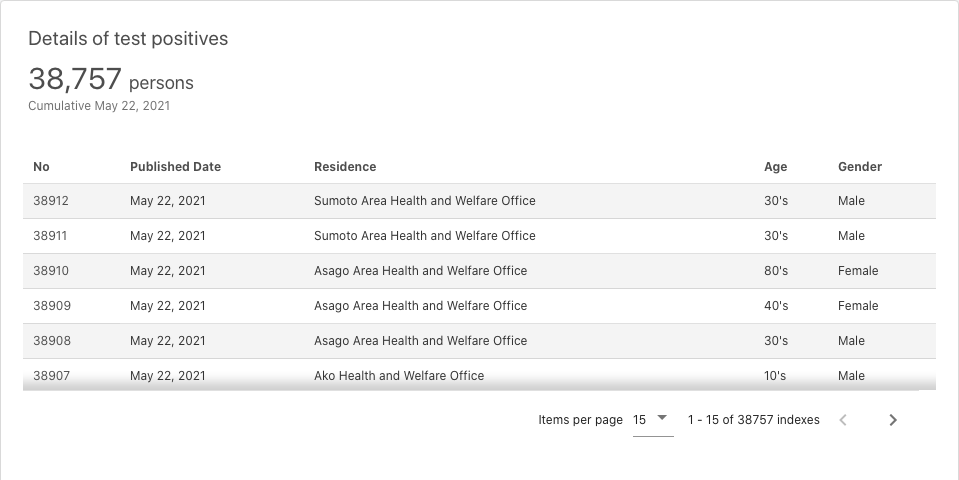 Details of test positives
38,757 persons
Cumulative May 22, 2021
No Published Date Residence Age Gender
38912 May 22, 2021 Sumoto Area Health and Welfare Office 30's Male
38911 May 22, 2021 Sumoto Area Health and Welfare Office 30's Male
38910 May 22, 2021 Asago Area Health and Welfare Office 80's Female
38909 May 22, 2021 Asago Area Health and Welfare Office 40's Female
38908 May 22, 2021 Asago Area Health and Welfare Office 30's Male
38907 May 22, 2021 Ako Health and Welfare Office 10's Male
Items per page 15 1 - 15 of 38757 indexes